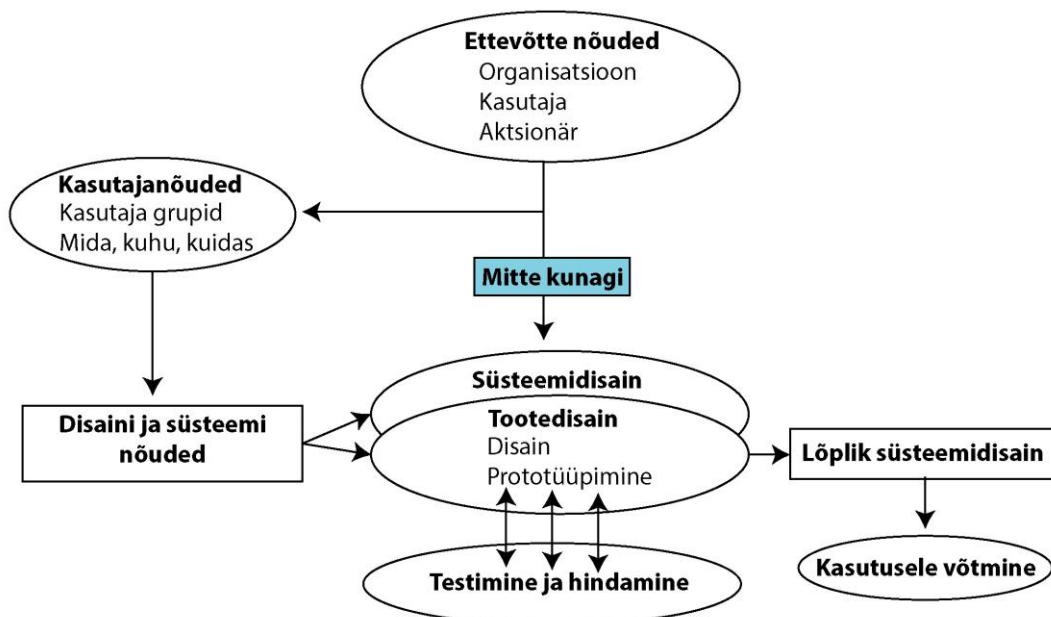 Ettevõtte nõuded
Organisatsioon
Kasutaja
Aktsionär
Kasutajanõuded
Kasutaja grupid
Mida, kuhu, kuidas
Mitte kunagi
Süsteemidisain
Tootedisain
Disain
Prototüüpimine
Disaini ja süsteemi
nõuded
Lõplik süsteemidisain
Testimine ja hindamine
Kasutusele võtmine